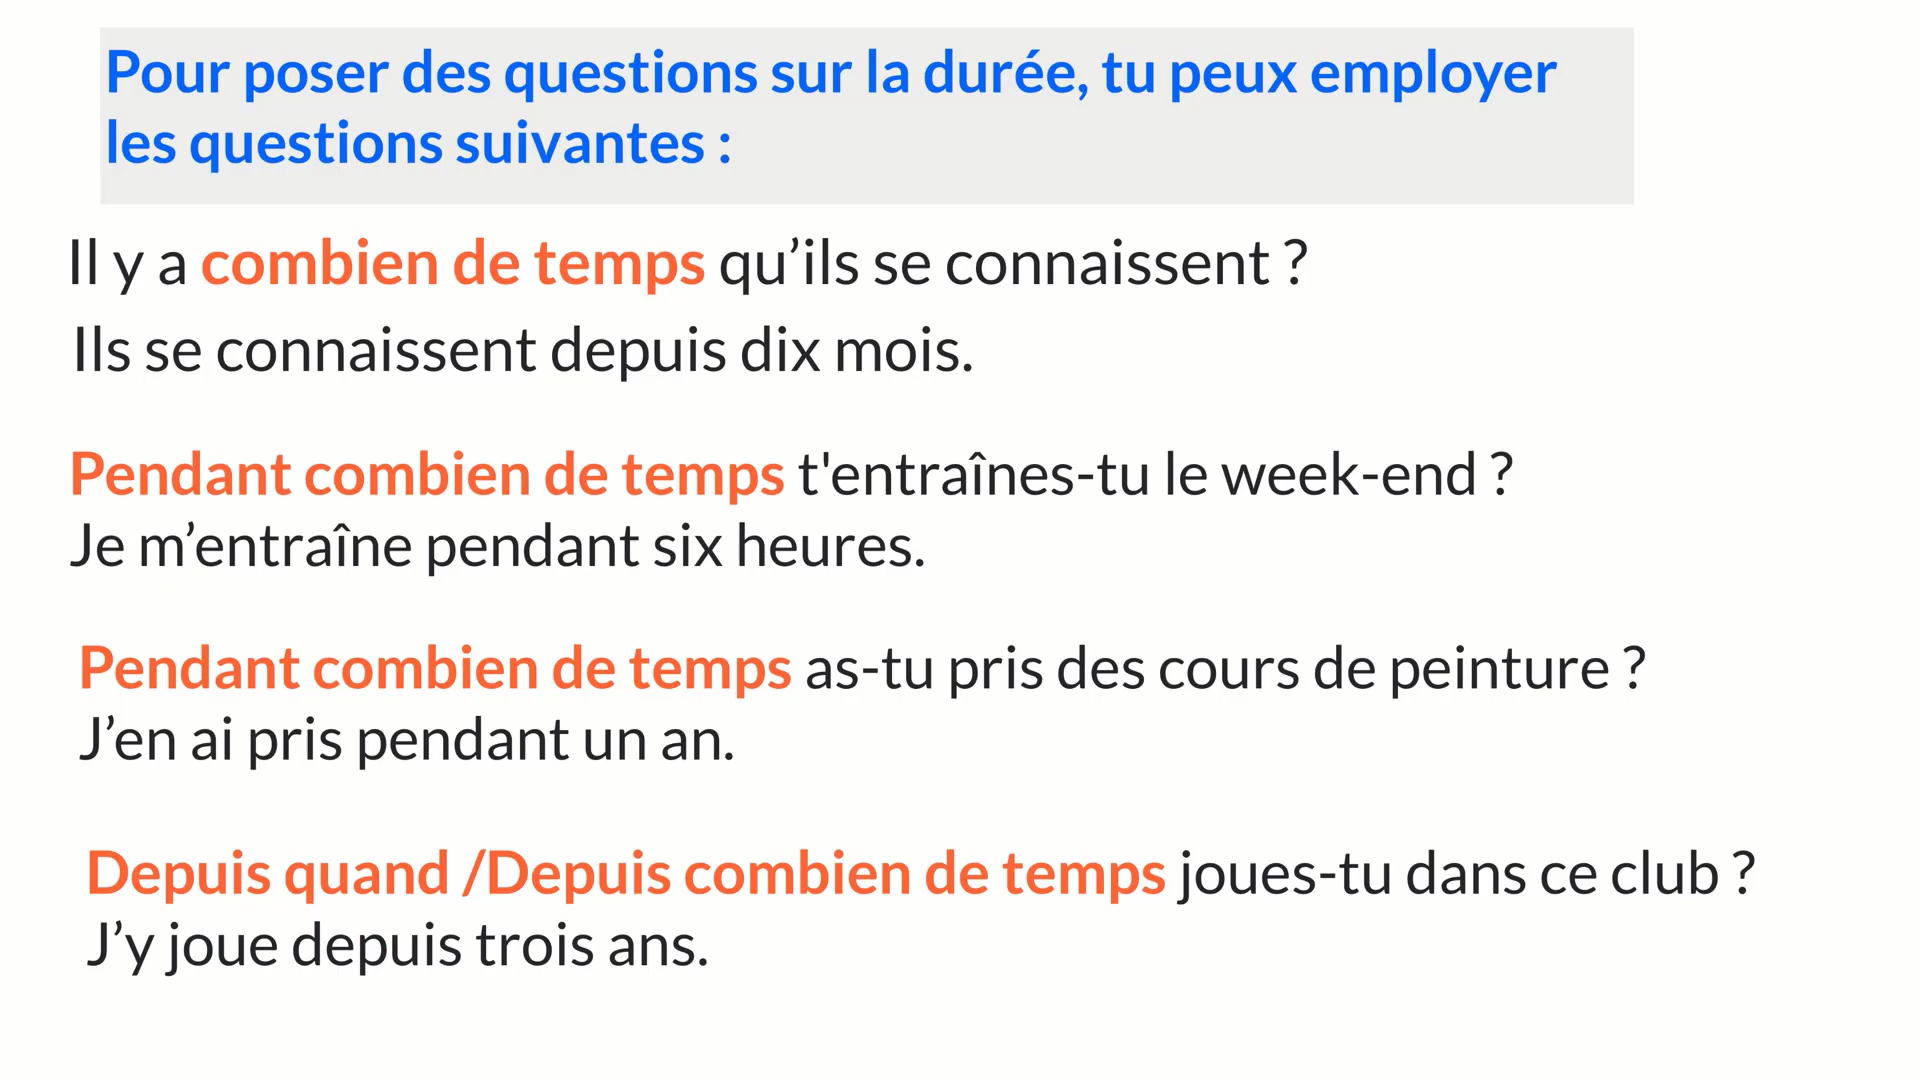 Pour poser des questions sur la durée, tu peux employer
les questions suivantes :
Il y a combien de temps qu’ils se connaissent ?
Ils se connaissent depuis dix mois.
Pendant combien de temps t'entraînes-tu le week-end ?
Je m’entraîne pendant six heures.
Pendant combien de temps as-tu pris des cours de peinture ?
J’en ai pris pendant un an.
Depuis quand /Depuis combien de temps joues-tu dans ce club ?
J’y joue depuis trois ans.